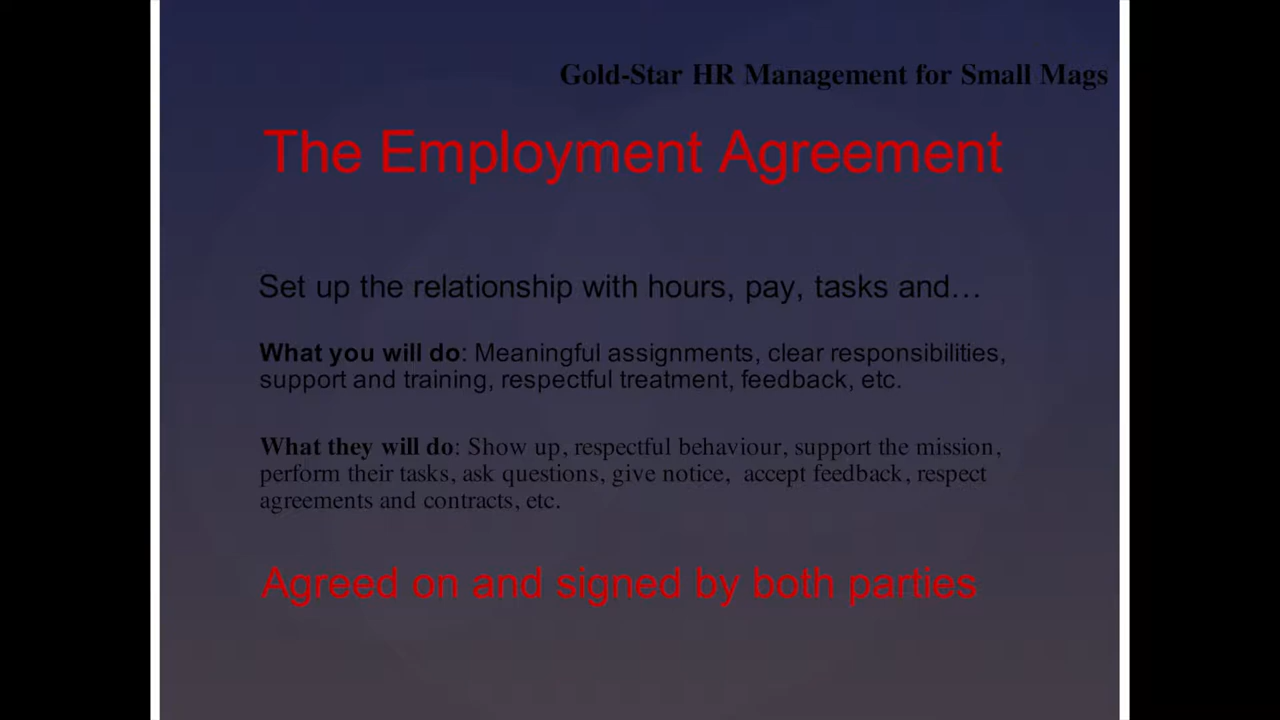 Gold-Star HR Management for Small Mags
The Employment Agreement
Set up the relationship with hours, pay, tasks and…
What you will do: Meaningful assignments, clear responsibilities,
support and training, respectful treatment, feedback, etc.
What they will do: Show up, respectful behaviour, support the mission,
perform their tasks, ask questions, give notice,  accept feedback, respect
agreements and contracts, etc.
Agreed on and signed by both parties